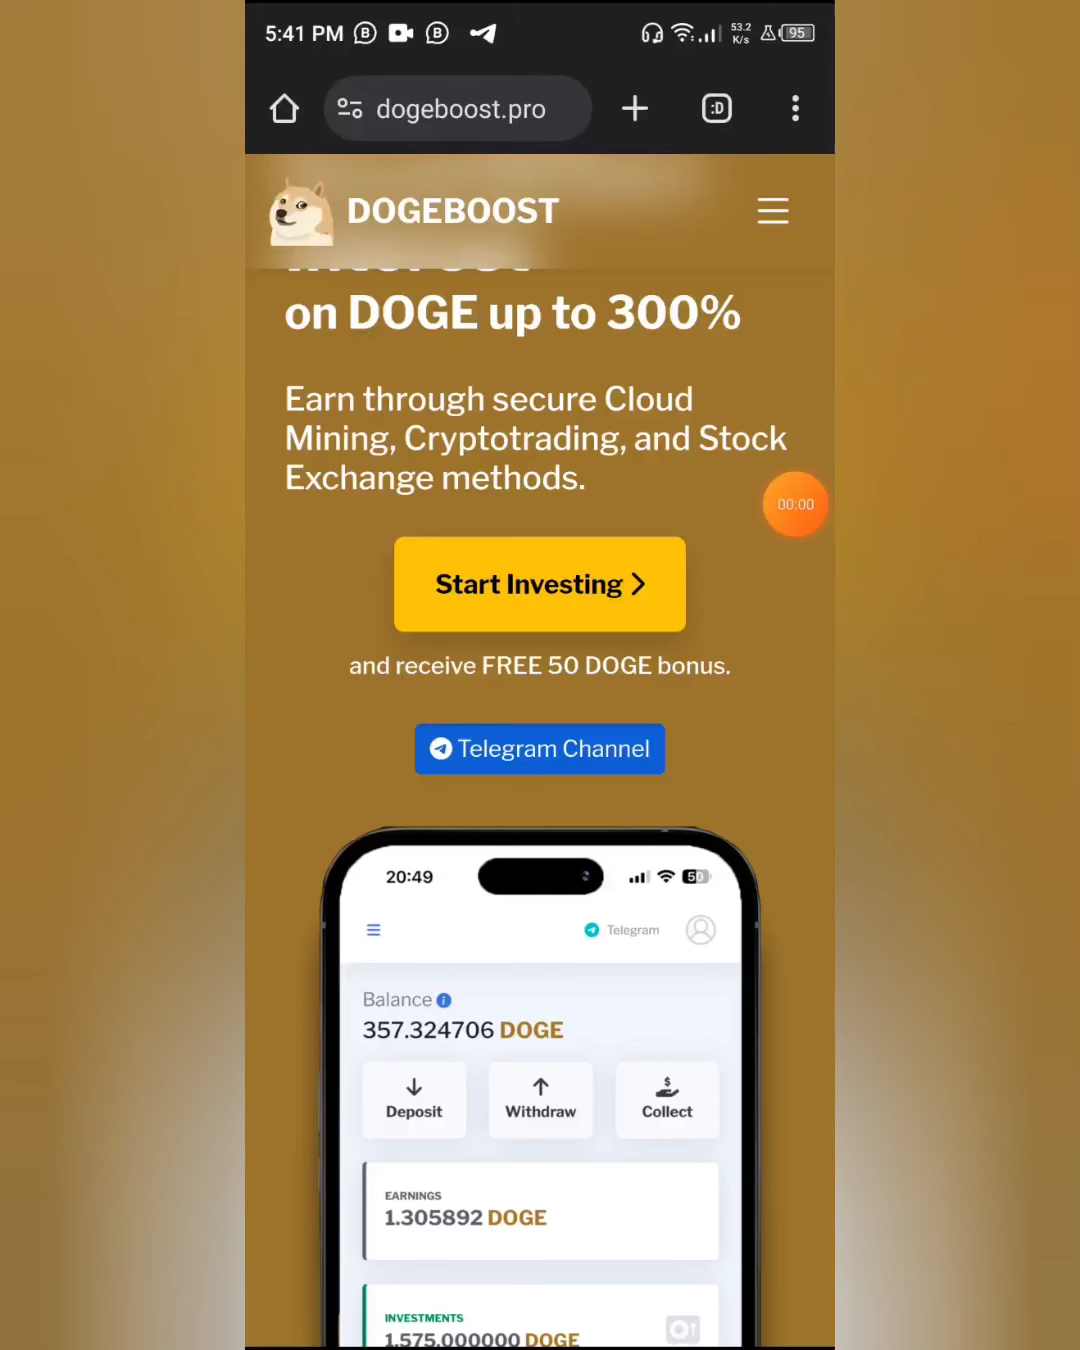 5:41 PM
53.2
K/s
95
dogeboost.pro
:D
DOGEBOOST
on DOGE up to 300%
Earn through secure Cloud
Mining, Cryptotrading, and Stock
Exchange methods.
00:00
Start Investing
and receive FREE 50 DOGE bonus.
Telegram Channel
20:49
50
Telegram
Balance
357.324706 DOGE
Deposit
Withdraw
Collect
EARNINGS
1.305892 DOGE
INVESTMENTS
1,575.000000 DOGE